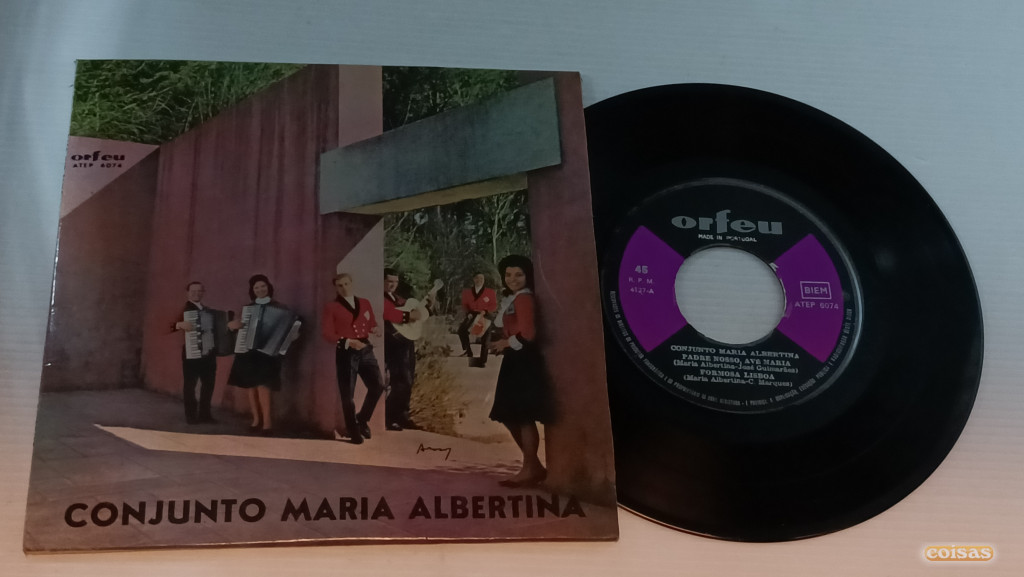 orfeu
ATEP 6074
CONJUNTO MARIA ALBERTINA
orfeu
MADE IN PORTUGAL
45
R.P.M.
BIEM
ATEP 6074
CONJUNTO MARIA ALBERTINA
PADRE NOSSO, AVE MARIA
(Maria Albertina-José Guimarães)
FORMOSA LISBOA
(Maria Albertina-C. Marques)
coisas